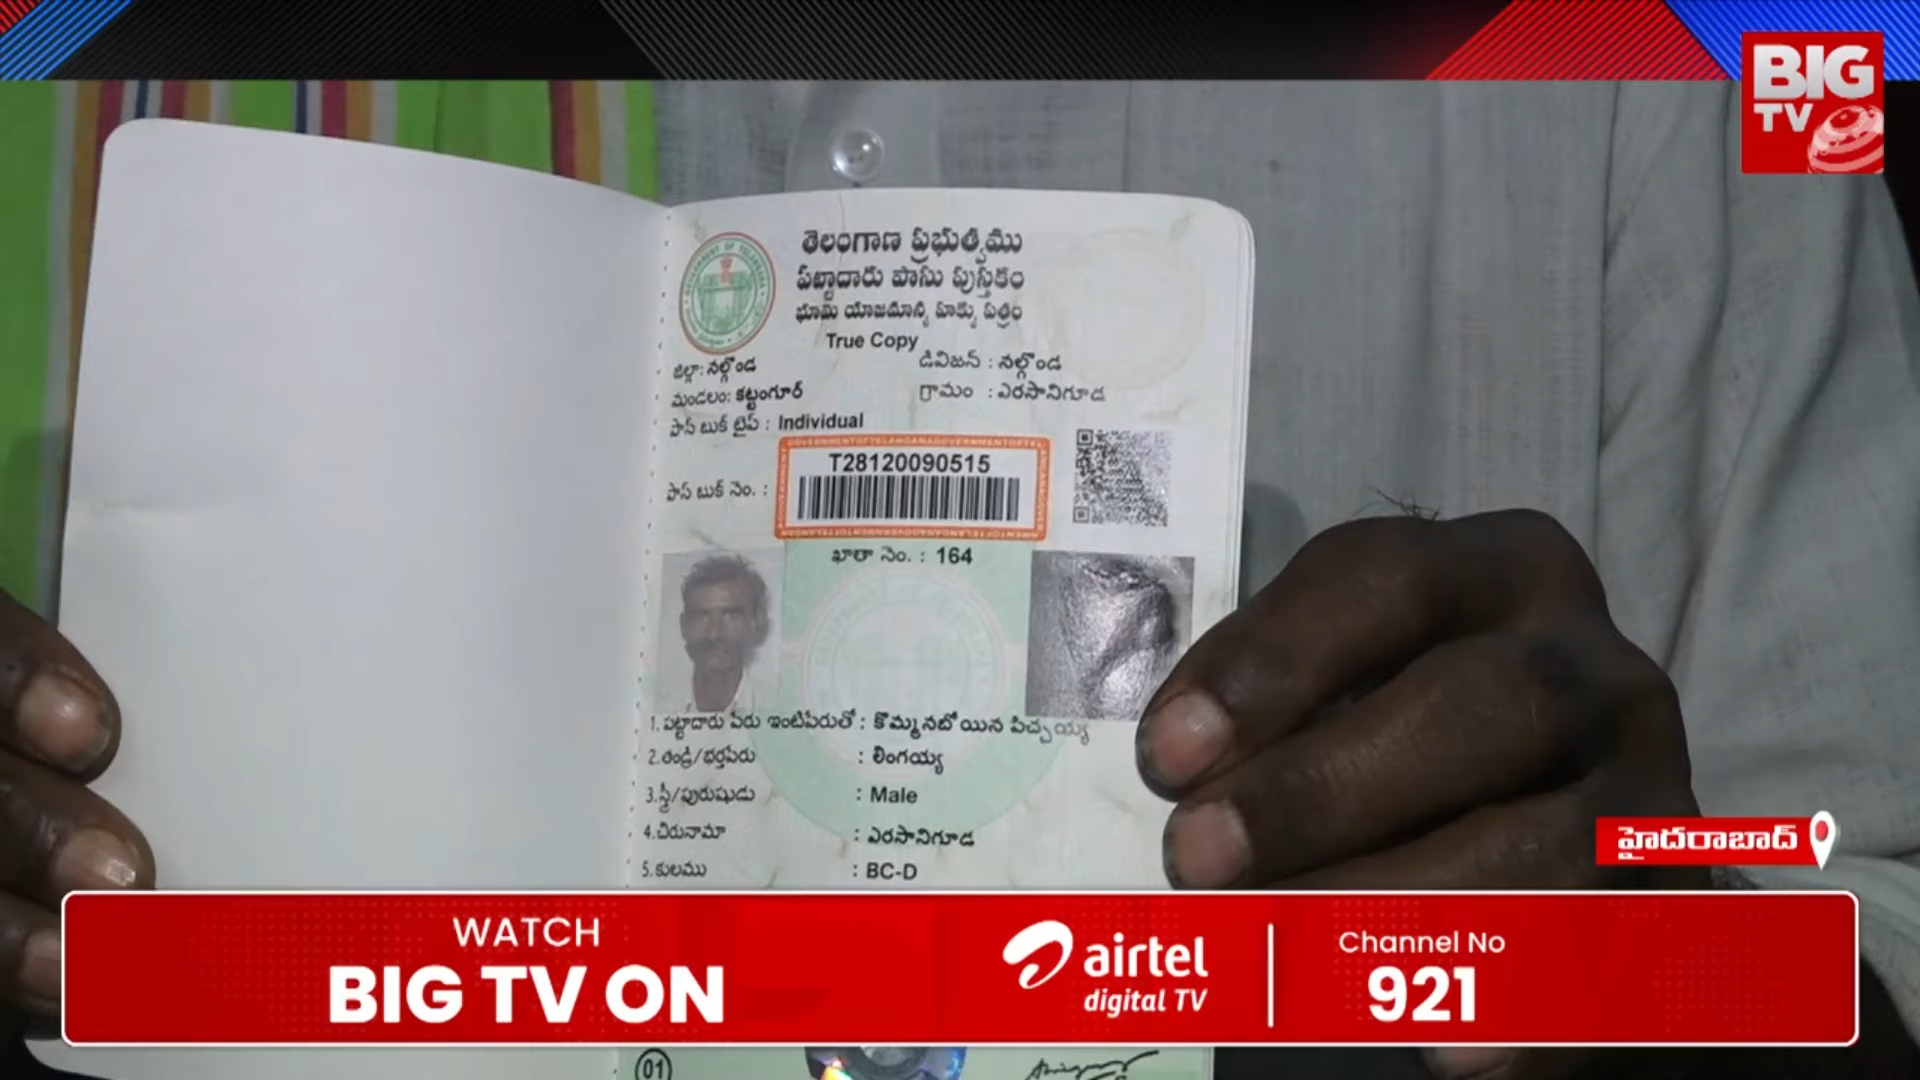 BIG
TV
తెలంగాణ ప్రభుత్వము
పట్టాదారు పాసు పుస్తకం
భూమి యాజమాన్య హక్కు పత్రం
True Copy
జిల్లా: నల్గొండ
డివిజన్ : నల్గొండ
మండలం: కట్టంగూర్
గ్రామం : ఎరసానిగూడ
పాస్ బుక్ టైప్ : Individual
T28120090515
పాస్ బుక్ నెం. :
ఖాతా నెం. : 164
1. పట్టాదారు పేరు ఇంటిపేరుతో : కొమ్మనబోయిన పిచ్చయ్య
2.తండ్రి/భర్తపేరు : లింగయ్య
3.స్త్రీ/పురుషుడు : Male
4.చిరునామా : ఎరసానిగూడ
5.కులము : BC-D
హైదరాబాద్
WATCH
BIG TV ON
airtel
digital TV
Channel No
921
01